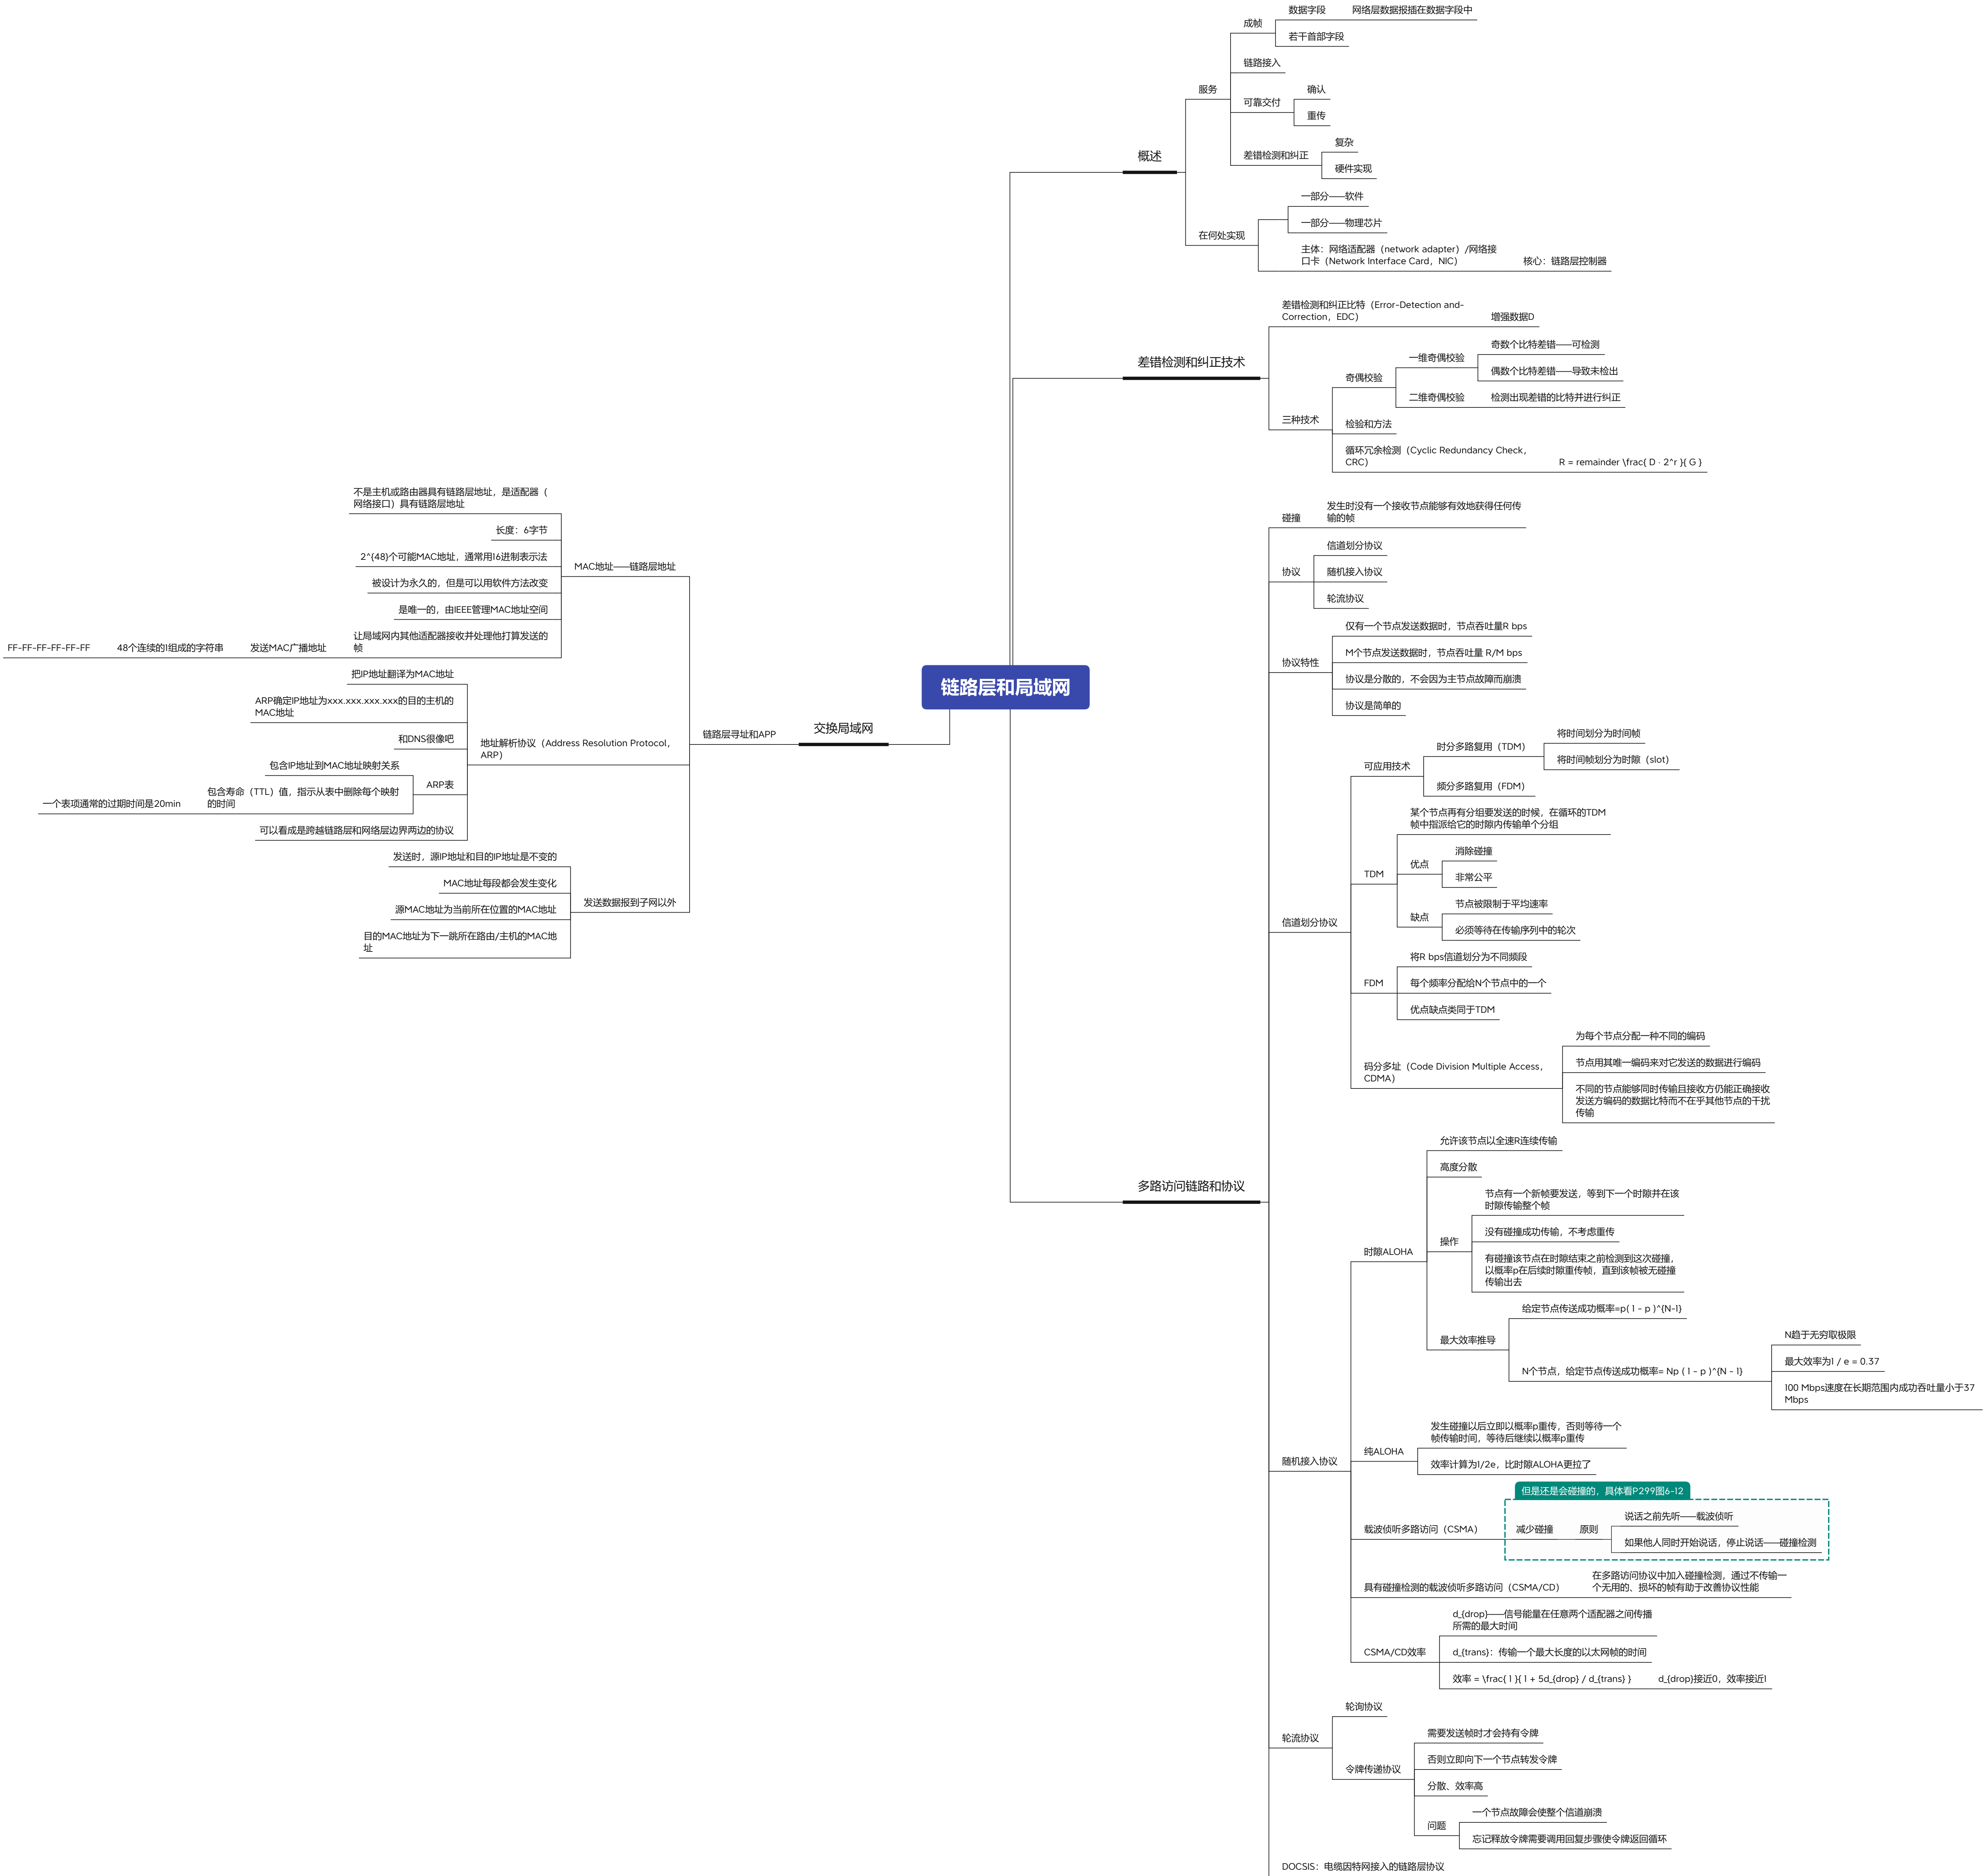 链路层和局域网
概述
服务
成帧
数据字段
网络层数据报插在数据字段中
若干首部字段
链路接入
可靠交付
确认
重传
差错检测和纠正
复杂
硬件实现
在何处实现
一部分——软件
一部分——物理芯片
主体：网络适配器（network adapter）/网络接
口卡（Network Interface Card，NIC）
核心：链路层控制器
差错检测和纠正技术
差错检测和纠正比特（Error-Detection and-
Correction，EDC）
增强数据D
三种技术
奇偶校验
一维奇偶校验
奇数个比特差错——可检测
偶数个比特差错——导致未检出
二维奇偶校验
检测出现差错的比特并进行纠正
检验和方法
循环冗余检测（Cyclic Redundancy Check，
CRC）
R = remainder \frac{ D · 2^r }{ G }
多路访问链路和协议
碰撞
发生时没有一个接收节点能够有效地获得任何传
输的帧
协议
信道划分协议
随机接入协议
轮流协议
协议特性
仅有一个节点发送数据时，节点吞吐量R bps
M个节点发送数据时，节点吞吐量 R/M bps
协议是分散的，不会因为主节点故障而崩溃
协议是简单的
信道划分协议
可应用技术
时分多路复用（TDM）
将时间划分为时间帧
将时间帧划分为时隙（slot）
频分多路复用（FDM）
TDM
某个节点再有分组要发送的时候，在循环的TDM
帧中指派给它的时隙内传输单个分组
优点
消除碰撞
非常公平
缺点
节点被限制于平均速率
必须等待在传输序列中的轮次
FDM
将R bps信道划分为不同频段
每个频率分配给N个节点中的一个
优点缺点类同于TDM
码分多址（Code Division Multiple Access，
CDMA）
为每个节点分配一种不同的编码
节点用其唯一编码来对它发送的数据进行编码
不同的节点能够同时传输且接收方仍能正确接收
发送方编码的数据比特而不在乎其他节点的干扰
传输
随机接入协议
时隙ALOHA
允许该节点以全速R连续传输
高度分散
操作
节点有一个新帧要发送，等到下一个时隙并在该
时隙传输整个帧
没有碰撞成功传输，不考虑重传
有碰撞该节点在时隙结束之前检测到这次碰撞，
以概率p在后续时隙重传帧，直到该帧被无碰撞
传输出去
最大效率推导
给定节点传送成功概率=p( 1 - p )^{N-1}
N个节点，给定节点传送成功概率= Np ( 1 - p )^{N - 1}
N趋于无穷取极限
最大效率为1 / e = 0.37
100 Mbps速度在长期范围内成功吞吐量小于37
Mbps
纯ALOHA
发生碰撞以后立即以概率p重传，否则等待一个
帧传输时间，等待后继续以概率p重传
效率计算为1/2e，比时隙ALOHA更拉了
载波侦听多路访问（CSMA）
但是还是会碰撞的，具体看P299图6-12
减少碰撞
原则
说话之前先听——载波侦听
如果他人同时开始说话，停止说话——碰撞检测
具有碰撞检测的载波侦听多路访问（CSMA/CD）
在多路访问协议中加入碰撞检测，通过不传输一
个无用的、损坏的帧有助于改善协议性能
CSMA/CD效率
d_{drop}——信号能量在任意两个适配器之间传播
所需的最大时间
d_{trans}：传输一个最大长度的以太网帧的时间
效率 = \frac{ 1 }{ 1 + 5d_{drop} / d_{trans} }
d_{drop}接近0，效率接近1
轮流协议
轮询协议
令牌传递协议
需要发送帧时才会持有令牌
否则立即向下一个节点转发令牌
分散、效率高
问题
一个节点故障会使整个信道崩溃
忘记释放令牌需要调用回复步骤使令牌返回循环
DOCSIS：电缆因特网接入的链路层协议
交换局域网
链路层寻址和APP
MAC地址——链路层地址
不是主机或路由器具有链路层地址，是适配器（
网络接口）具有链路层地址
长度：6字节
2^{48}个可能MAC地址，通常用16进制表示法
被设计为永久的，但是可以用软件方法改变
是唯一的，由IEEE管理MAC地址空间
让局域网内其他适配器接收并处理他打算发送的
帧
发送MAC广播地址
48个连续的1组成的字符串
FF-FF-FF-FF-FF-FF
地址解析协议（Address Resolution Protocol，
ARP）
把IP地址翻译为MAC地址
ARP确定IP地址为xxx.xxx.xxx.xxx的目的主机的
MAC地址
和DNS很像吧
ARP表
包含IP地址到MAC地址映射关系
包含寿命（TTL）值，指示从表中删除每个映射
的时间
一个表项通常的过期时间是20min
可以看成是跨越链路层和网络层边界两边的协议
发送数据报到子网以外
发送时，源IP地址和目的IP地址是不变的
MAC地址每段都会发生变化
源MAC地址为当前所在位置的MAC地址
目的MAC地址为下一跳所在路由/主机的MAC地
址